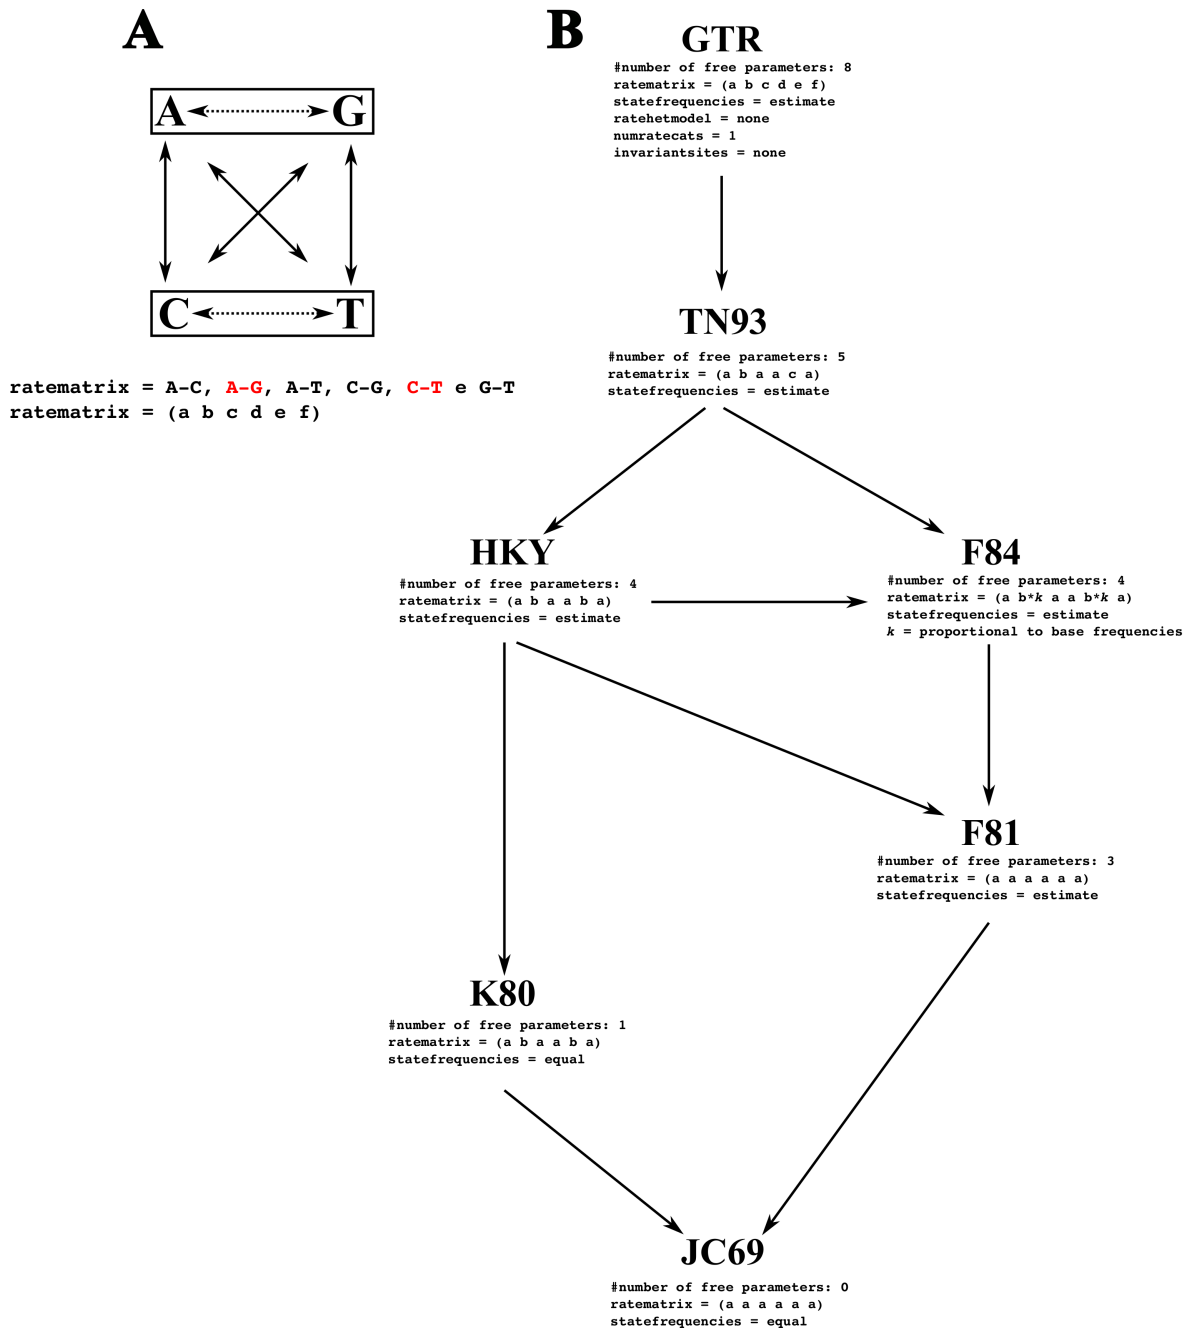 A
A G
C T
ratematrix = A-C, A-G, A-T, C-G, C-T e G-T
ratematrix = (a b c d e f)
B
GTR
#number of free parameters: 8
ratematrix = (a b c d e f)
statefrequencies = estimate
ratehetmodel = none
numratecats = 1
invariantsites = none
TN93
#number of free parameters: 5
ratematrix = (a b a a c a)
statefrequencies = estimate
HKY
#number of free parameters: 4
ratematrix = (a b a a b a)
statefrequencies = estimate
F84
#number of free parameters: 4
ratematrix = (a b*k a a b*k a)
statefrequencies = estimate
k = proportional to base frequencies
F81
#number of free parameters: 3
ratematrix = (a a a a a a)
statefrequencies = estimate
K80
#number of free parameters: 1
ratematrix = (a b a a b a)
statefrequencies = equal
JC69
#number of free parameters: 0
ratematrix = (a a a a a a)
statefrequencies = equal